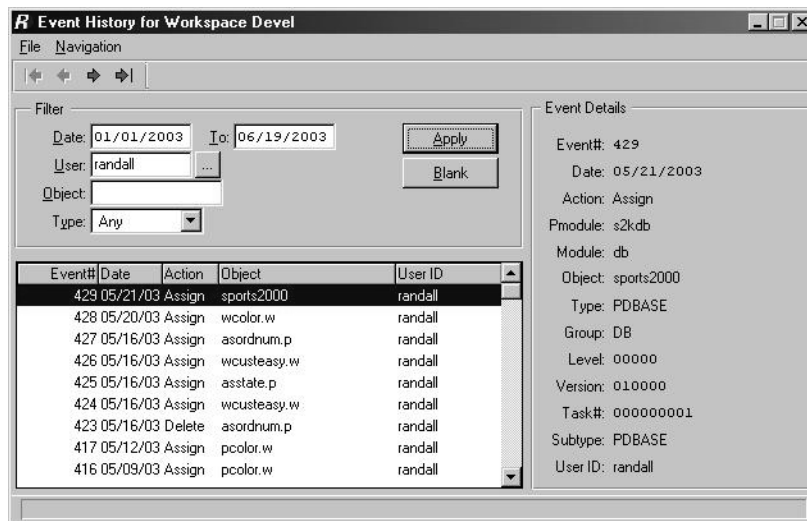 R Event History for Workspace Devel
File Navigation
Filter
Date: 01/01/2003 To: 06/19/2003 Apply
User: randall ... Blank
Object:
Type: Any
Event# Date Action Object User ID
429 05/21/03 Assign sports2000 randall
428 05/20/03 Assign wcolor.w randall
427 05/16/03 Assign asordnum.p randall
426 05/16/03 Assign wcusteasy.w randall
425 05/16/03 Assign asstate.p randall
424 05/16/03 Assign wcusteasy.w randall
423 05/16/03 Delete asordnum.p randall
417 05/12/03 Assign pcolor.w randall
416 05/09/03 Assign pcolor.w randall
Event Details
Event#: 429
Date: 05/21/2003
Action: Assign
Pmodule: s2kdb
Module: db
Object: sports2000
Type: PDBASE
Group: DB
Level: 00000
Version: 010000
Task#: 000000001
Subtype: PDBASE
User ID: randall